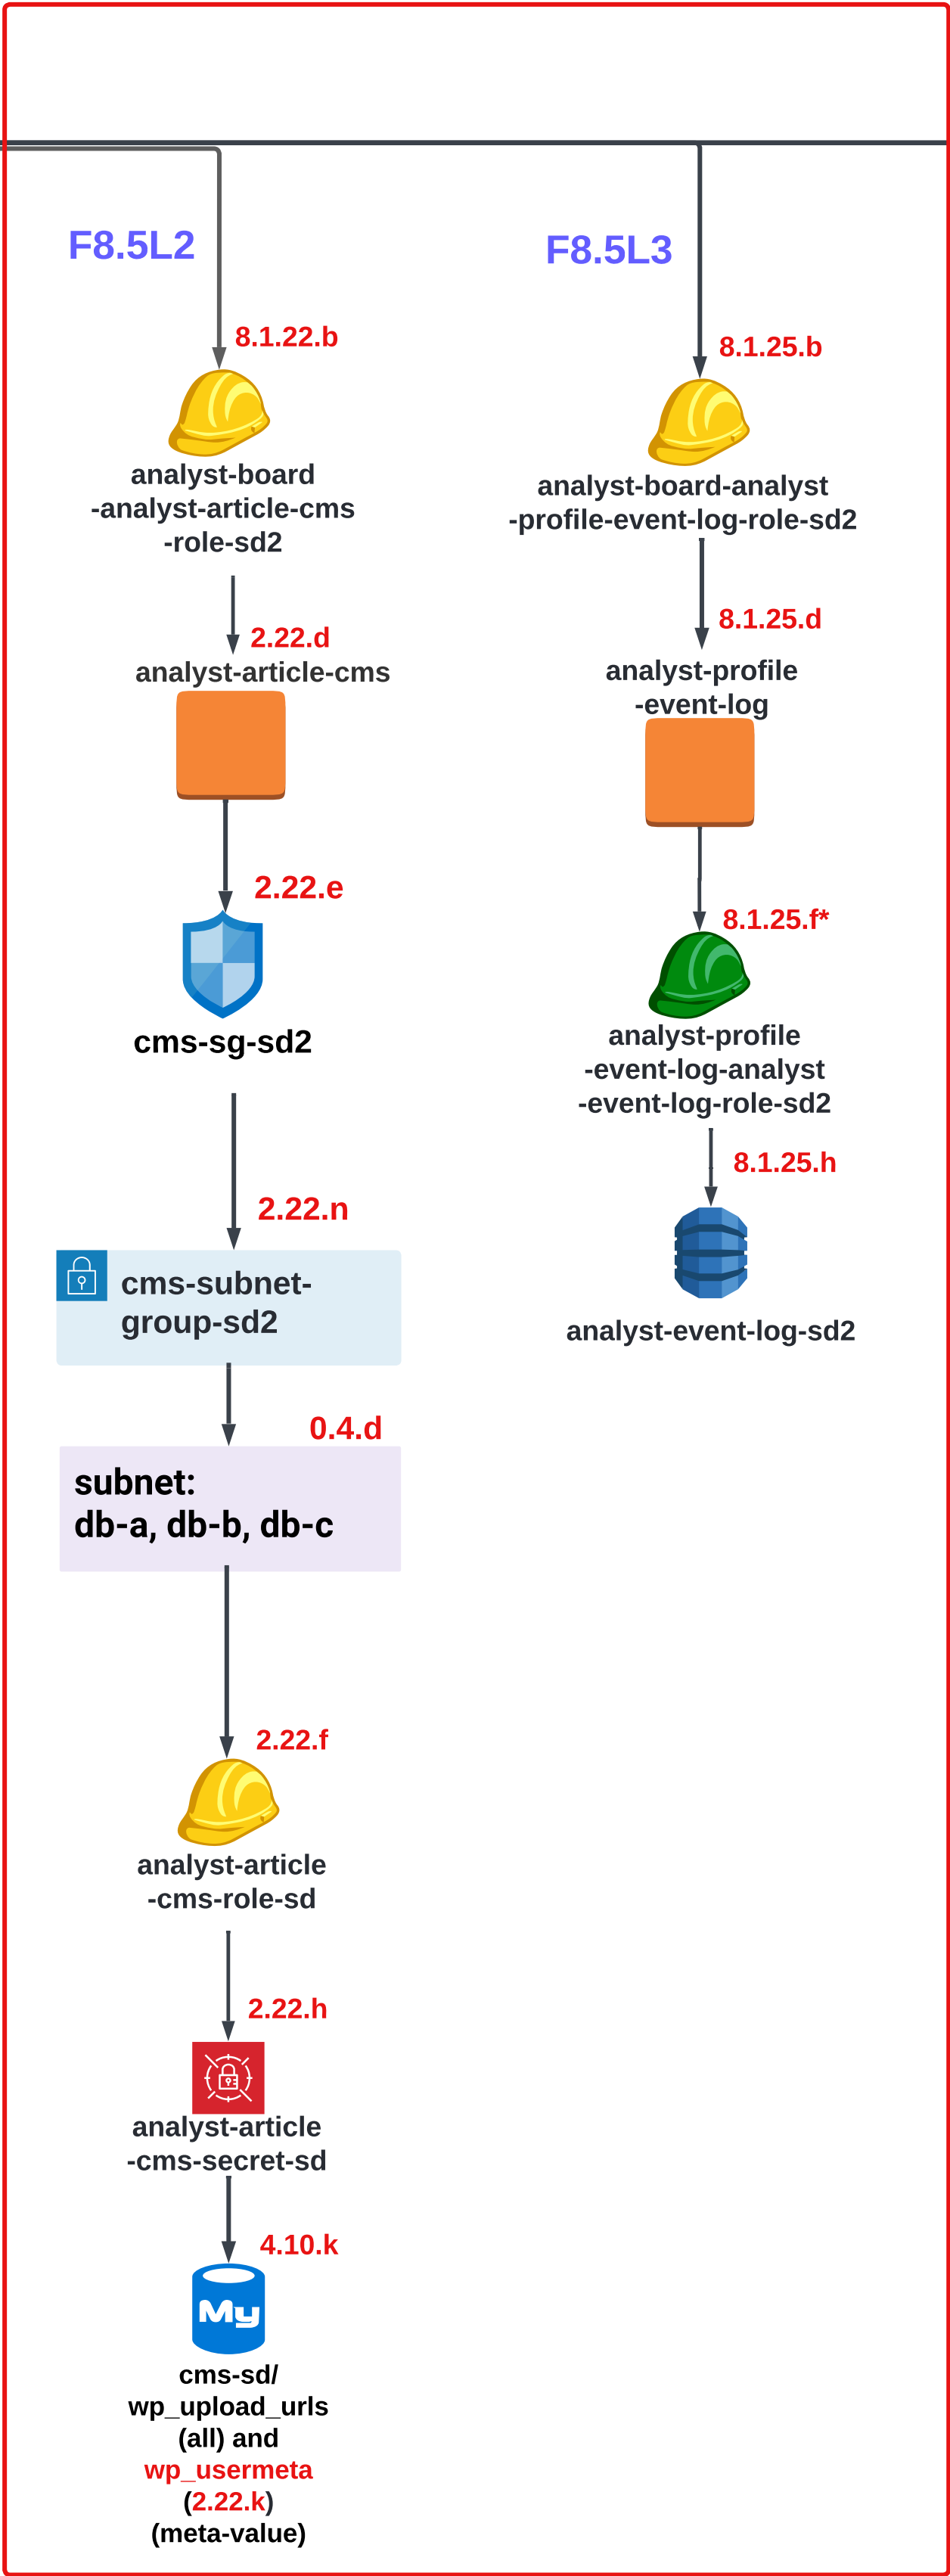 F8.5L2
8.1.22.b
analyst-board
-analyst-article-cms
-role-sd2
2.22.d
analyst-article-cms
2.22.e
cms-sg-sd2
2.22.n
cms-subnet-
group-sd2
0.4.d
subnet:
db-a, db-b, db-c
2.22.f
analyst-article
-cms-role-sd
2.22.h
analyst-article
-cms-secret-sd
4.10.k
My
cms-sd/
wp_upload_urls
(all) and
wp_usermeta
(2.22.k)
(meta-value)
F8.5L3
8.1.25.b
analyst-board-analyst
-profile-event-log-role-sd2
8.1.25.d
analyst-profile
-event-log
8.1.25.f*
analyst-profile
-event-log-analyst
-event-log-role-sd2
8.1.25.h
analyst-event-log-sd2